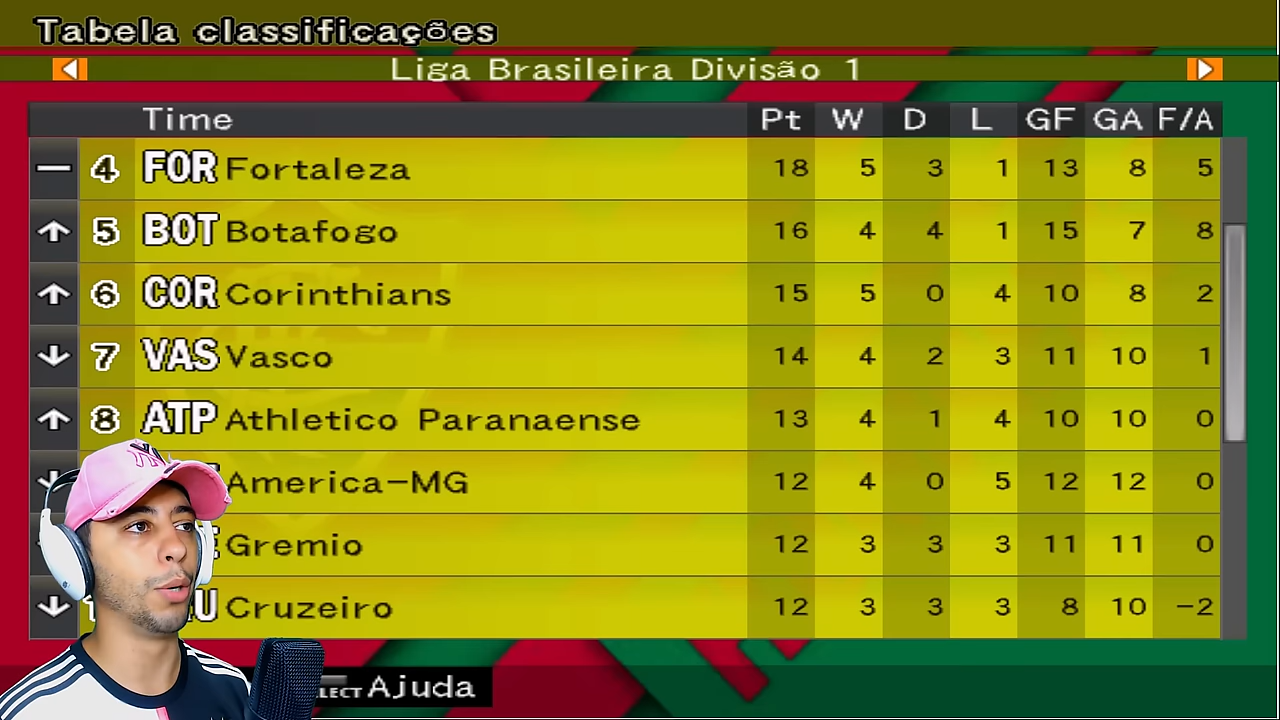 Tabela classificações
Liga Brasileira Divisão 1
Time Pt W D L GF GA F/A
4 FOR Fortaleza 18 5 3 1 13 8 5
5 BOT Botafogo 16 4 4 1 15 7 8
6 COR Corinthians 15 5 0 4 10 8 2
7 VAS Vasco 14 4 2 3 11 10 1
8 ATP Athletico Paranaense 13 4 1 4 10 10 0
America-MG 12 4 0 5 12 12 0
Gremio 12 3 3 3 11 11 0
Cruzeiro 12 3 3 3 8 10 -2
Ajuda